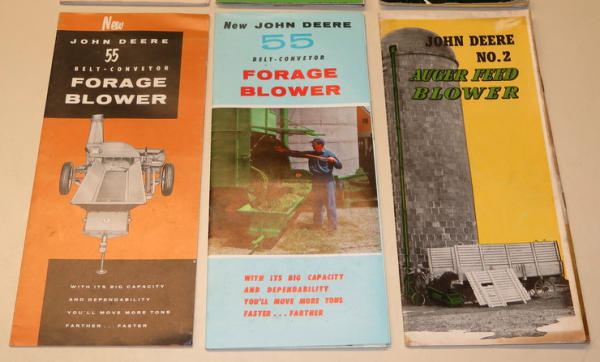 New
JOHN DEERE
55
BELT-CONVEYOR
FORAGE
BLOWER
WITH ITS BIG CAPACITY
AND DEPENDABILITY
YOU'LL MOVE MORE TONS
FARTHER...FASTER
New JOHN DEERE
55
BELT-CONVEYOR
FORAGE
BLOWER
WITH ITS BIG CAPACITY
AND DEPENDABILITY
YOU'LL MOVE MORE TONS
FASTER...FARTHER
JOHN DEERE
NO.2
AUGER FEED
BLOWER